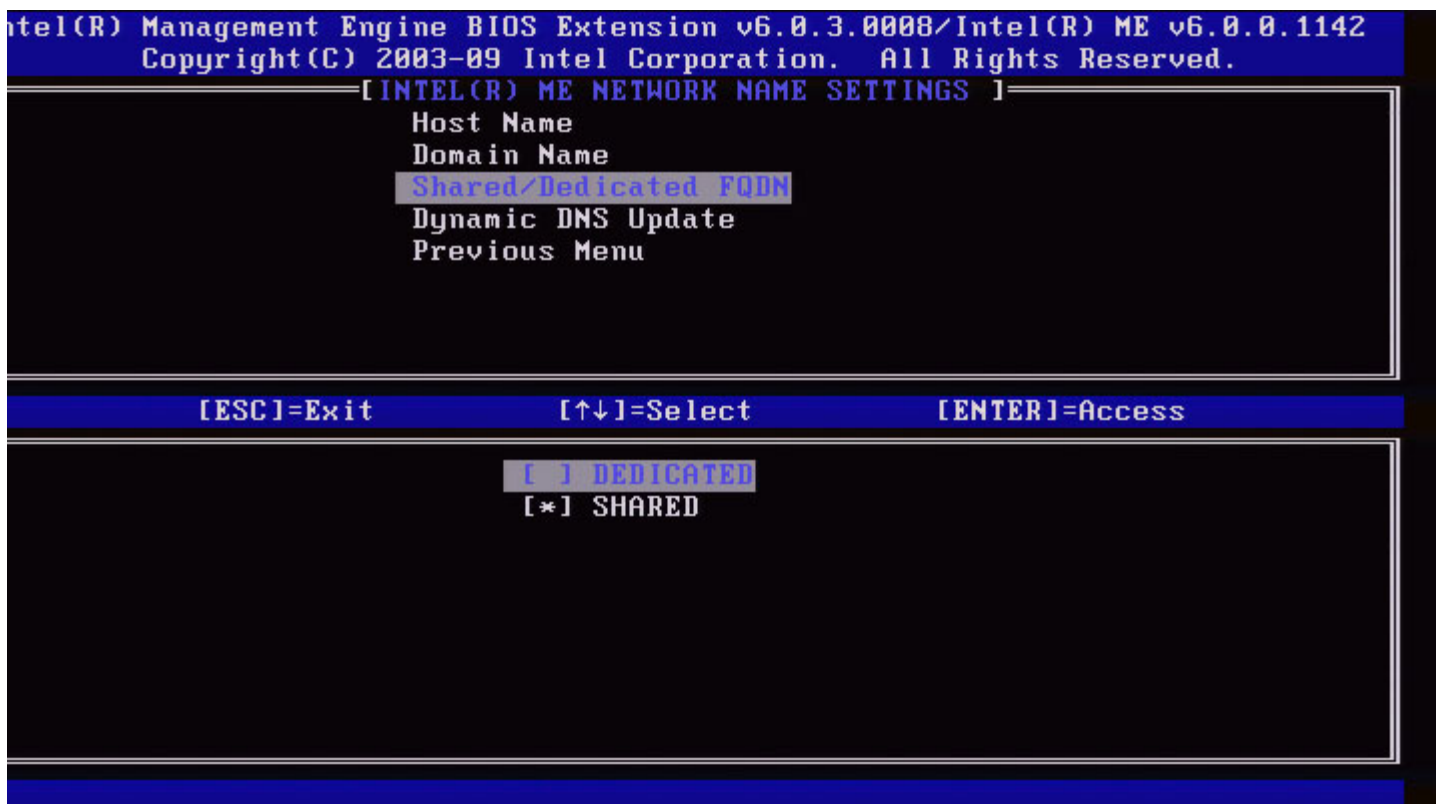 ntel(R) Management Engine BIOS Extension v6.0.3.0008/Intel(R) ME v6.0.0.1142
Copyright(C) 2003-09 Intel Corporation. All Rights Reserved.
[INTEL(R) ME NETWORK NAME SETTINGS ]
Host Name
Domain Name
Shared/Dedicated FQDN
Dynamic DNS Update
Previous Menu
[ESC]=Exit [↑↓]=Select [ENTER]=Access
[ ] DEDICATED
[*] SHARED